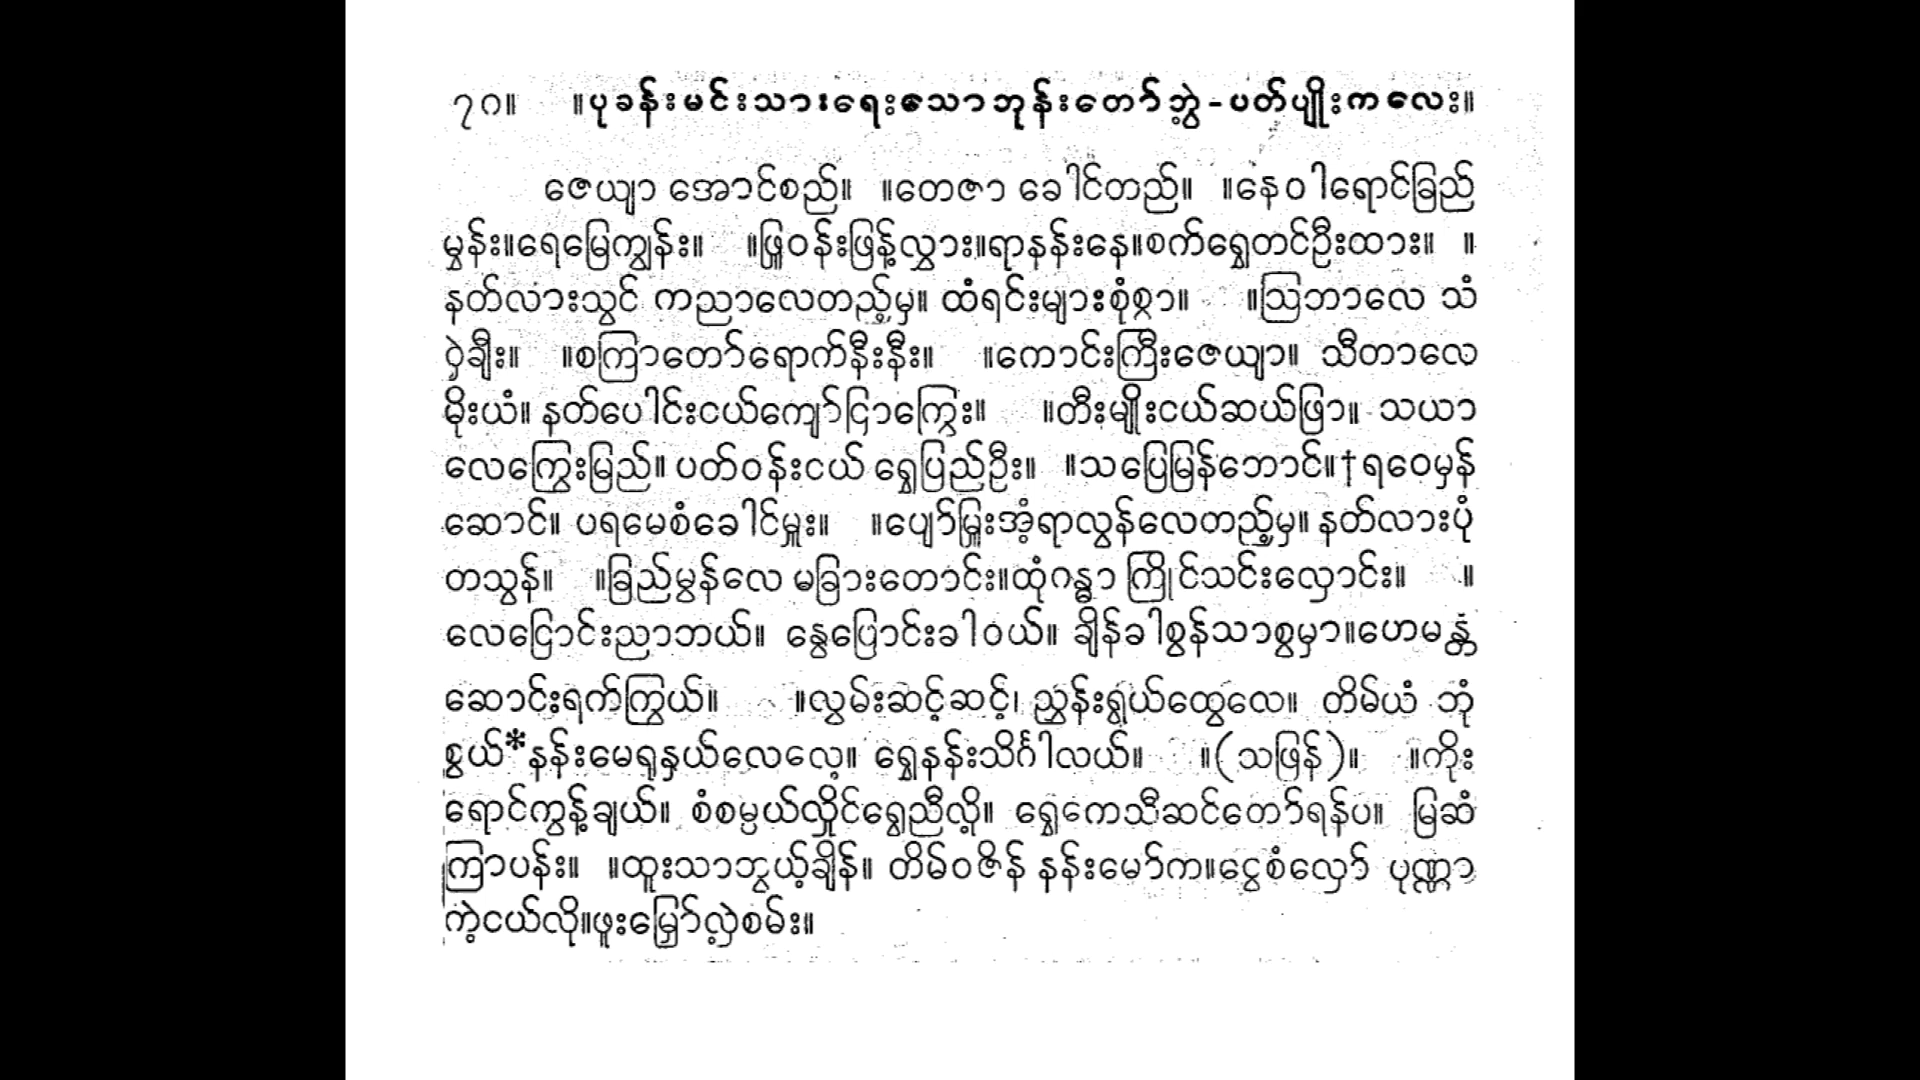 ၇၀။ ။ပုခန်းမင်းသားရေးသောဘုန်းတော်ဘွဲ့-ပတ်ပျိုးကလေး။
ဇေယျာ အောင်စည်။ ။တေဇာ ခေါင်တည်။ ။နေဝါရောင်ခြည်
မွှန်း။ရေမြေကျွန်း။ ။ဖြူဝန်းဖြန့်လွှား။ရာနန်းနေ။စက်ရွှေတင်ဦးထား။ ။
နတ်လားသွင် ကညာလေတည့်မှ။ ထံရင်းများစုံစွာ။ ။ဩဘာလေ သံ
ဝှဲချီး။ ။စကြာတော်ရောက်နီးနီး။ ။ကောင်းကြီးဇေယျာ။ သီတာလေ
မိုးယံ။ နတ်ပေါင်းငယ်ကျော်ငြာကြွေး။ ။တီးမျိုးငယ်ဆယ်ဖြာ။ သယာ
လေကြွေးမြည်။ ပတ်ဝန်းငယ် ရွှေပြည်ဦး။ ။သပြေမြန်ဘောင်။†ရဝေမှန်
ဆောင်။ ပရမေစံခေါင်မှူး။ ။ပျော်မြူးအံ့ရာလွန်လေတည့်မှ။ နတ်လားပုံ
တသွန်။ ။ခြည်မွန်လေ မခြားတောင်း။ထုံဂန္ဓာ ကြိုင်သင်းလှောင်း။ ။
လေငြောင်းညာဘယ်။ နွေပြောင်းခါဝယ်။ ချိန်ခါစွန်သာစွမှာ။ဟေမန္တံ
ဆောင်းရက်ကြွယ်။ ။လွှမ်းဆင့်ဆင့်၊ ညွှန်းရွယ်ထွေလေ။ တိမ်ယံ ဘုံ
စွယ်*နန်းမေရုနှယ်လေလေ့။ ရွှေနန်းသိင်္ဂါလယ်။ ။(သဖြန်)။ ။ကိုး
ရောင်ကွန့်ချယ်။ စံစမ္ပယ်လှိုင်ရွှေညီလို့။ ရွှေကေသီဆင်တော်ရန်ပ။ မြဆံ
ကြာပန်း။ ။ထူးသာဘွယ့်ချိန်။ တိမ်ဝဇိန် နန်းမော်က။ငွေစံလှော် ပုဏ္ဏာ
ကဲ့ငယ်လို။ဖူးမြှော်လှဲ့စမ်း။